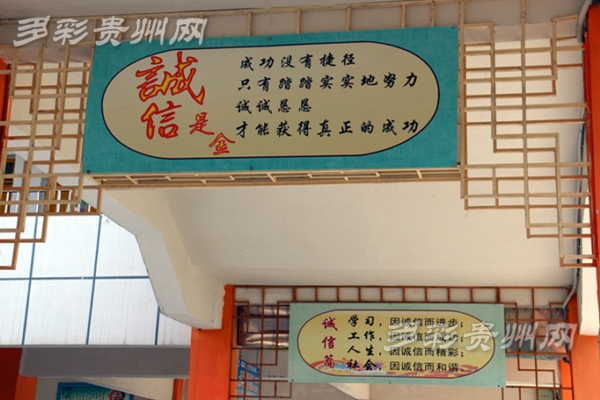 多彩贵州网
誠信是金
成功没有捷径
只有踏踏实实地努力
诚诚恳恳
才能获得真正的成功
诚信篇
学习，因诚信而进步；
工作，因诚信而
人生，因诚信而精彩；
社会，因诚信而和谐。
多彩贵州网